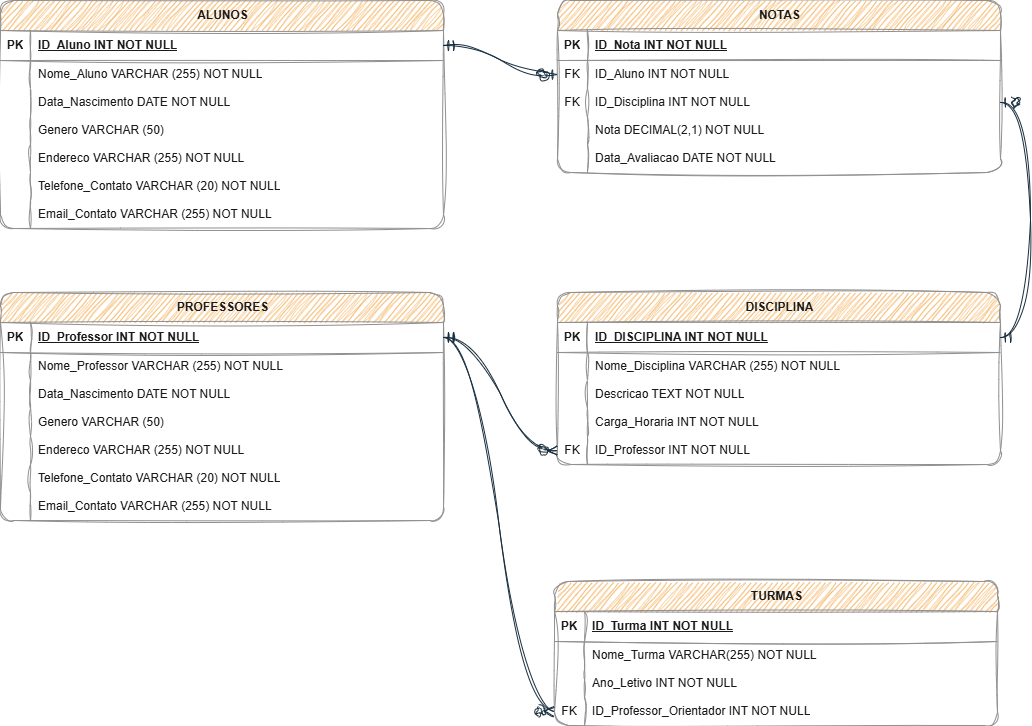 ALUNOS
PK ID_Aluno INT NOT NULL
Nome_Aluno VARCHAR (255) NOT NULL
Data_Nascimento DATE NOT NULL
Genero VARCHAR (50)
Endereco VARCHAR (255) NOT NULL
Telefone_Contato VARCHAR (20) NOT NULL
Email_Contato VARCHAR (255) NOT NULL
NOTAS
PK ID_Nota INT NOT NULL
FK ID_Aluno INT NOT NULL
FK ID_Disciplina INT NOT NULL
Nota DECIMAL(2,1) NOT NULL
Data_Avaliacao DATE NOT NULL
PROFESSORES
PK ID_Professor INT NOT NULL
Nome_Professor VARCHAR (255) NOT NULL
Data_Nascimento DATE NOT NULL
Genero VARCHAR (50)
Endereco VARCHAR (255) NOT NULL
Telefone_Contato VARCHAR (20) NOT NULL
Email_Contato VARCHAR (255) NOT NULL
DISCIPLINA
PK ID_DISCIPLINA INT NOT NULL
Nome_Disciplina VARCHAR (255) NOT NULL
Descricao TEXT NOT NULL
Carga_Horaria INT NOT NULL
FK ID_Professor INT NOT NULL
TURMAS
PK ID_Turma INT NOT NULL
Nome_Turma VARCHAR(255) NOT NULL
Ano_Letivo INT NOT NULL
FK ID_Professor_Orientador INT NOT NULL